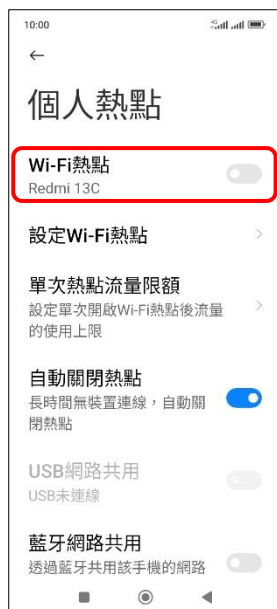 10:00
4G
個人熱點
Wi-Fi熱點
Redmi 13C
設定Wi-Fi熱點
單次熱點流量限額
設定單次開啟Wi-Fi熱點後流量
的使用上限
自動關閉熱點
長時間無裝置連線，自動關
閉熱點
USB網路共用
USB未連線
藍牙網路共用
透過藍牙共用該手機的網路